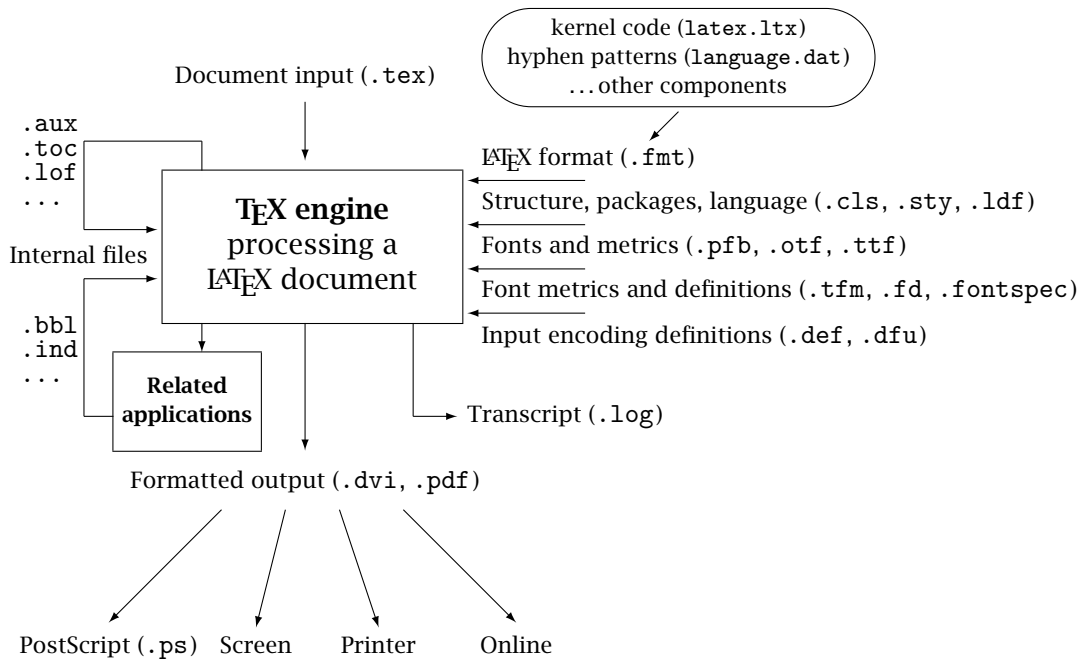 kernel code (latex.ltx)
hyphen patterns (language.dat)
...other components
Document input (.tex)
.aux
.toc
.lof
...
LATEX format (.fmt)
TEX engine
processing a
LATEX document
Structure, packages, language (.cls, .sty, .ldf)
Internal files
Fonts and metrics (.pfb, .otf, .ttf)
Font metrics and definitions (.tfm, .fd, .fontspec)
Input encoding definitions (.def, .dfu)
.bbl
.ind
...
Related
applications
Transcript (.log)
Formatted output (.dvi, .pdf)
PostScript (.ps) Screen Printer Online